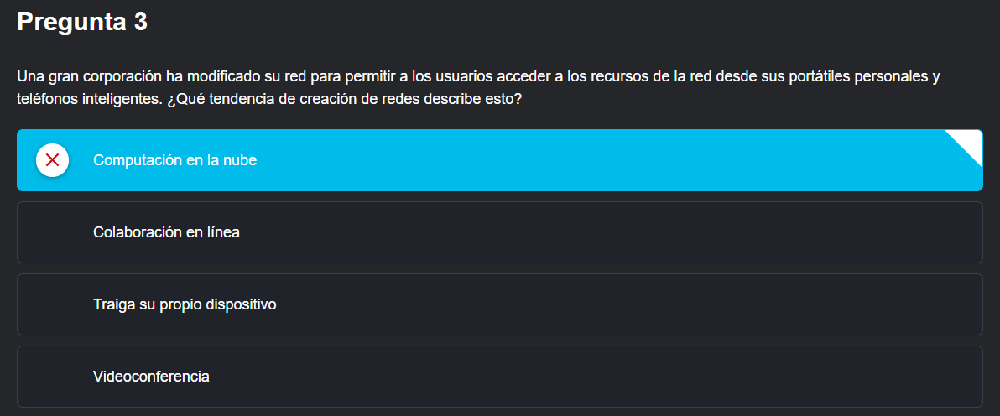 Pregunta 3
Una gran corporación ha modificado su red para permitir a los usuarios acceder a los recursos de la red desde sus portátiles personales y
teléfonos inteligentes. ¿Qué tendencia de creación de redes describe esto?
Computación en la nube
Colaboración en línea
Traiga su propio dispositivo
Videoconferencia